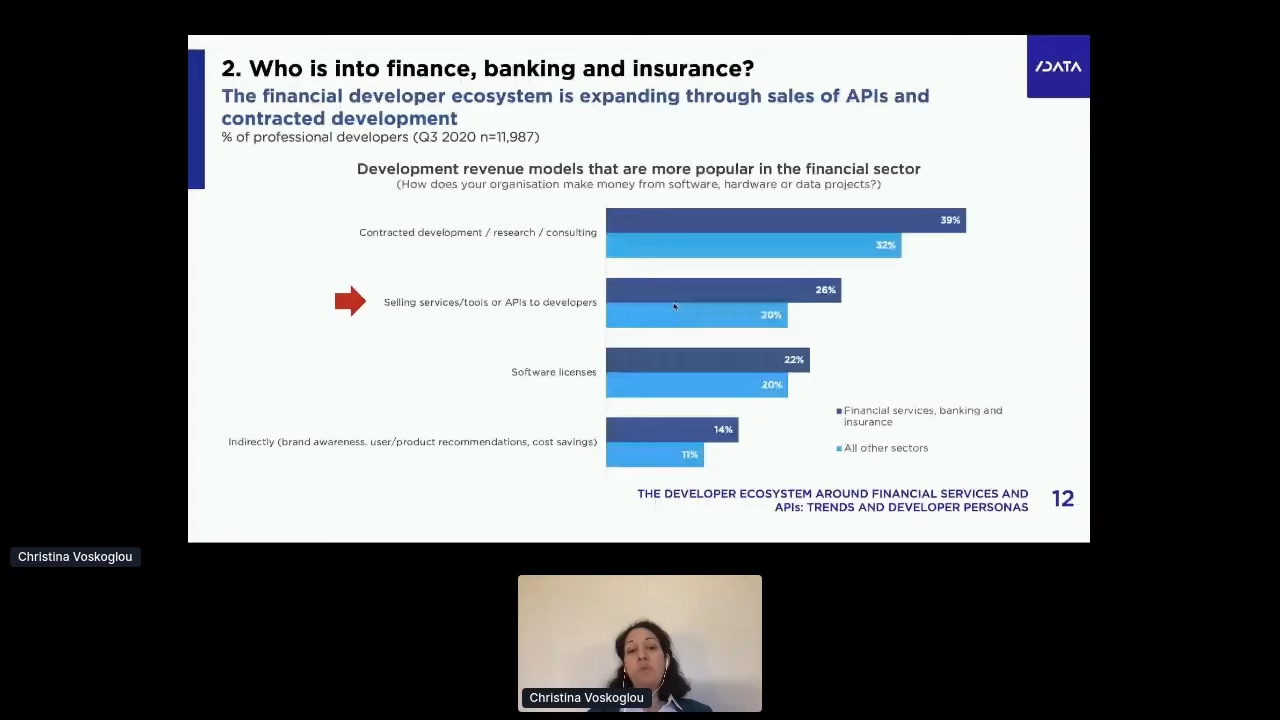 2. Who is into finance, banking and insurance?
The financial developer ecosystem is expanding through sales of APIs and
contracted development
% of professional developers (Q3 2020 n=11,987)
/DATA
Development revenue models that are more popular in the financial sector
(How does your organisation make money from software, hardware or data projects?)
Contracted development / research / consulting
39%
32%
Selling services/tools or APIs to developers
26%
20%
Software licenses
22%
20%
Indirectly (brand awareness, user/product recommendations, cost savings)
14%
11%
Financial services, banking and
insurance
All other sectors
THE DEVELOPER ECOSYSTEM AROUND FINANCIAL SERVICES AND
APIs: TRENDS AND DEVELOPER PERSONAS
12
Christina Voskoglou
Christina Voskoglou